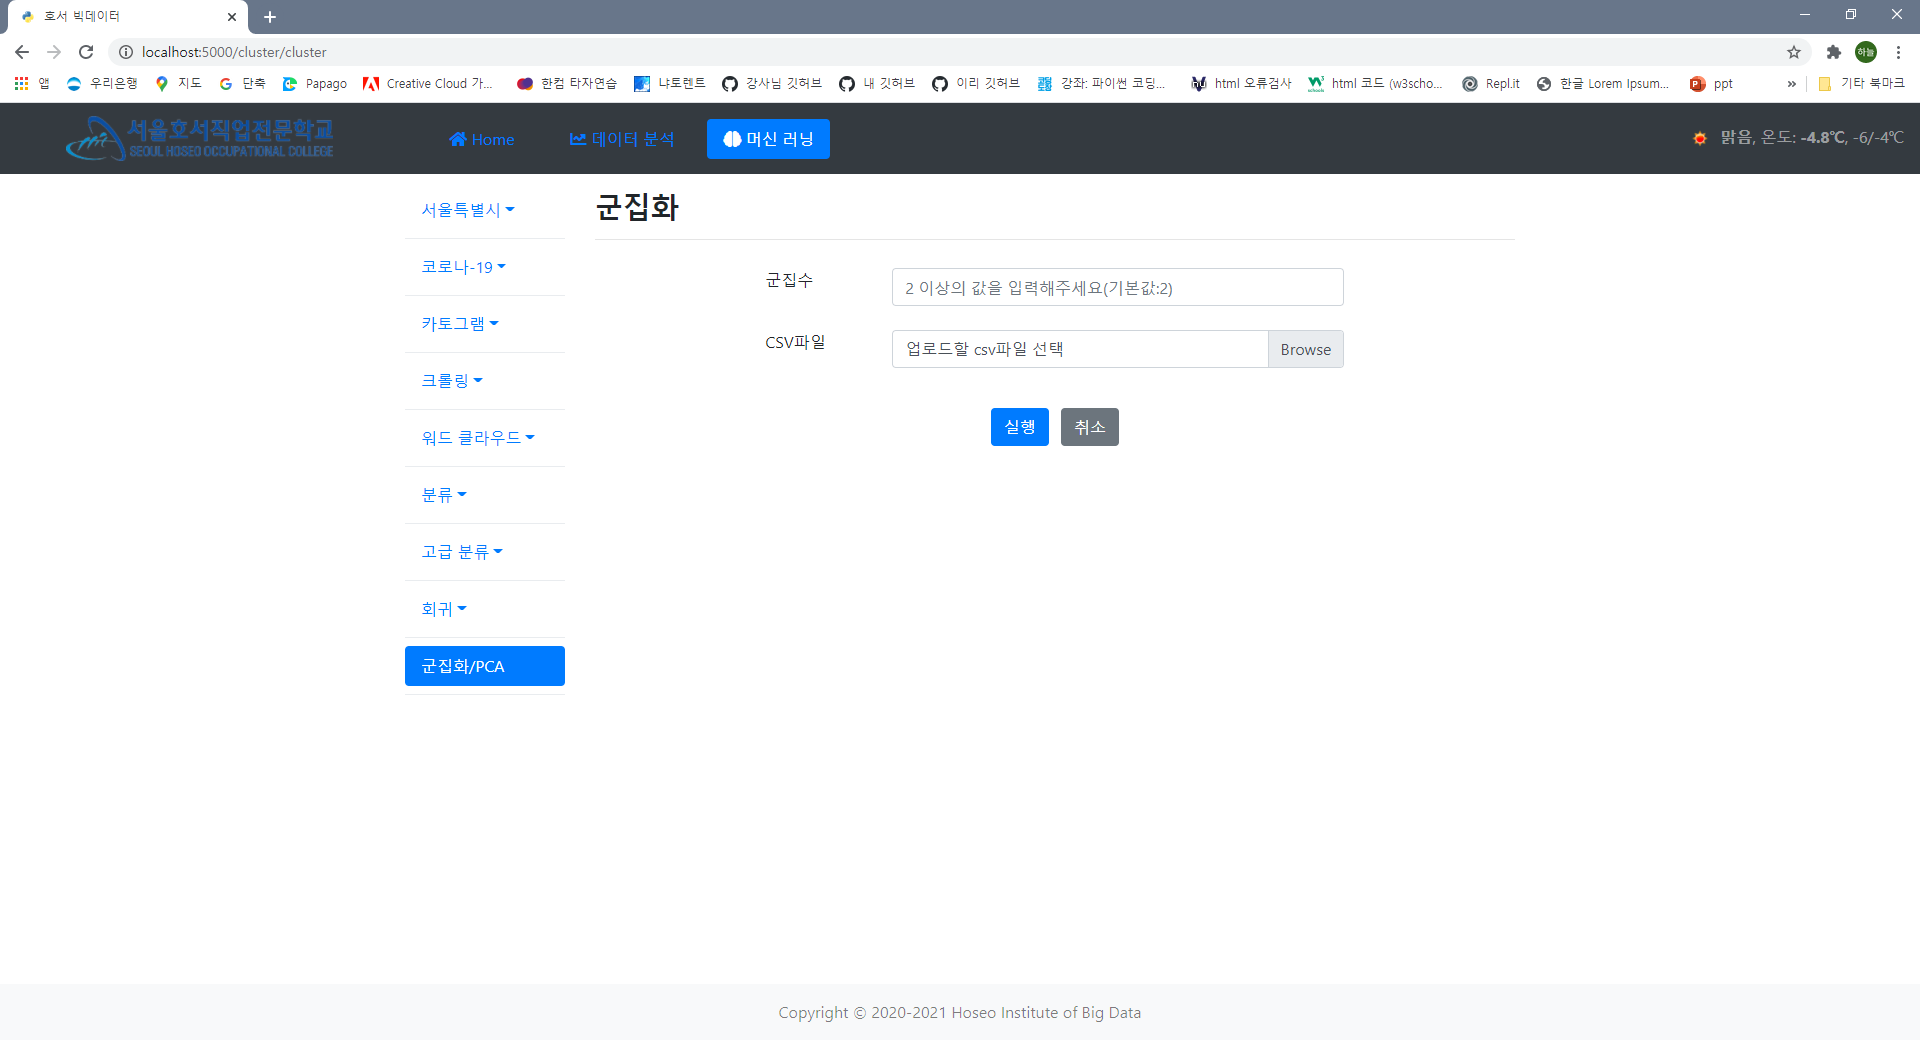 호서 빅데이터
localhost:5000/cluster/cluster
하늘
앱 우리은행 지도 단축 Papago Creative Cloud 가... 한컴 타자연습 냐토렌트 강사님 깃허브 내 깃허브 이리 깃허브 강좌: 파이썬 코딩... html 오류검사 html 코드 (w3scho... Repl.it 한글 Lorem Ipsum... ppt » 기타 북마크
서울호서직업전문학교
SEOUL HOSEO OCCUPATIONAL COLLEGE
Home 데이터 분석 머신 러닝 맑음, 온도: -4.8℃, -6/-4℃
서울특별시
코로나-19
카토그램
크롤링
워드 클라우드
분류
고급 분류
회귀
군집화/PCA
군집화
군집수 2 이상의 값을 입력해주세요(기본값:2)
CSV파일 업로드할 csv파일 선택 Browse
실행 취소
Copyright © 2020-2021 Hoseo Institute of Big Data